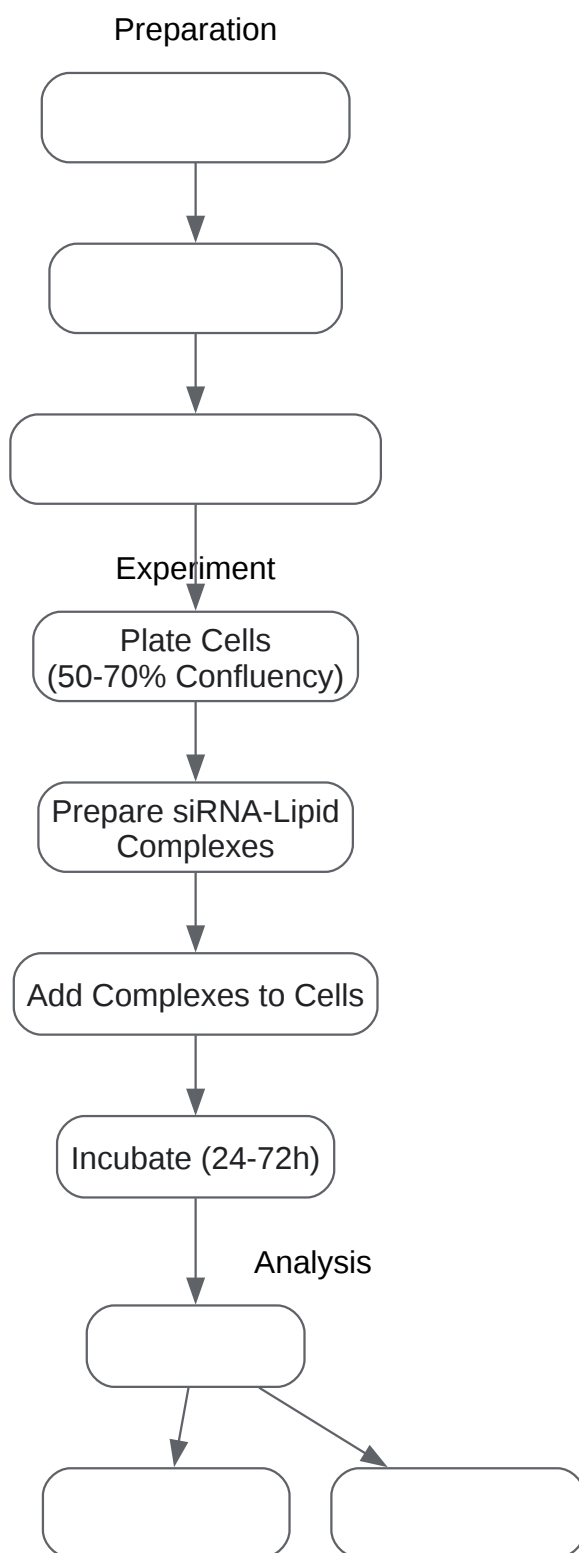 Preparation
Experiment
Plate Cells
(50-70% Confluency)
Prepare siRNA-Lipid
Complexes
Add Complexes to Cells
Incubate (24-72h)
Analysis